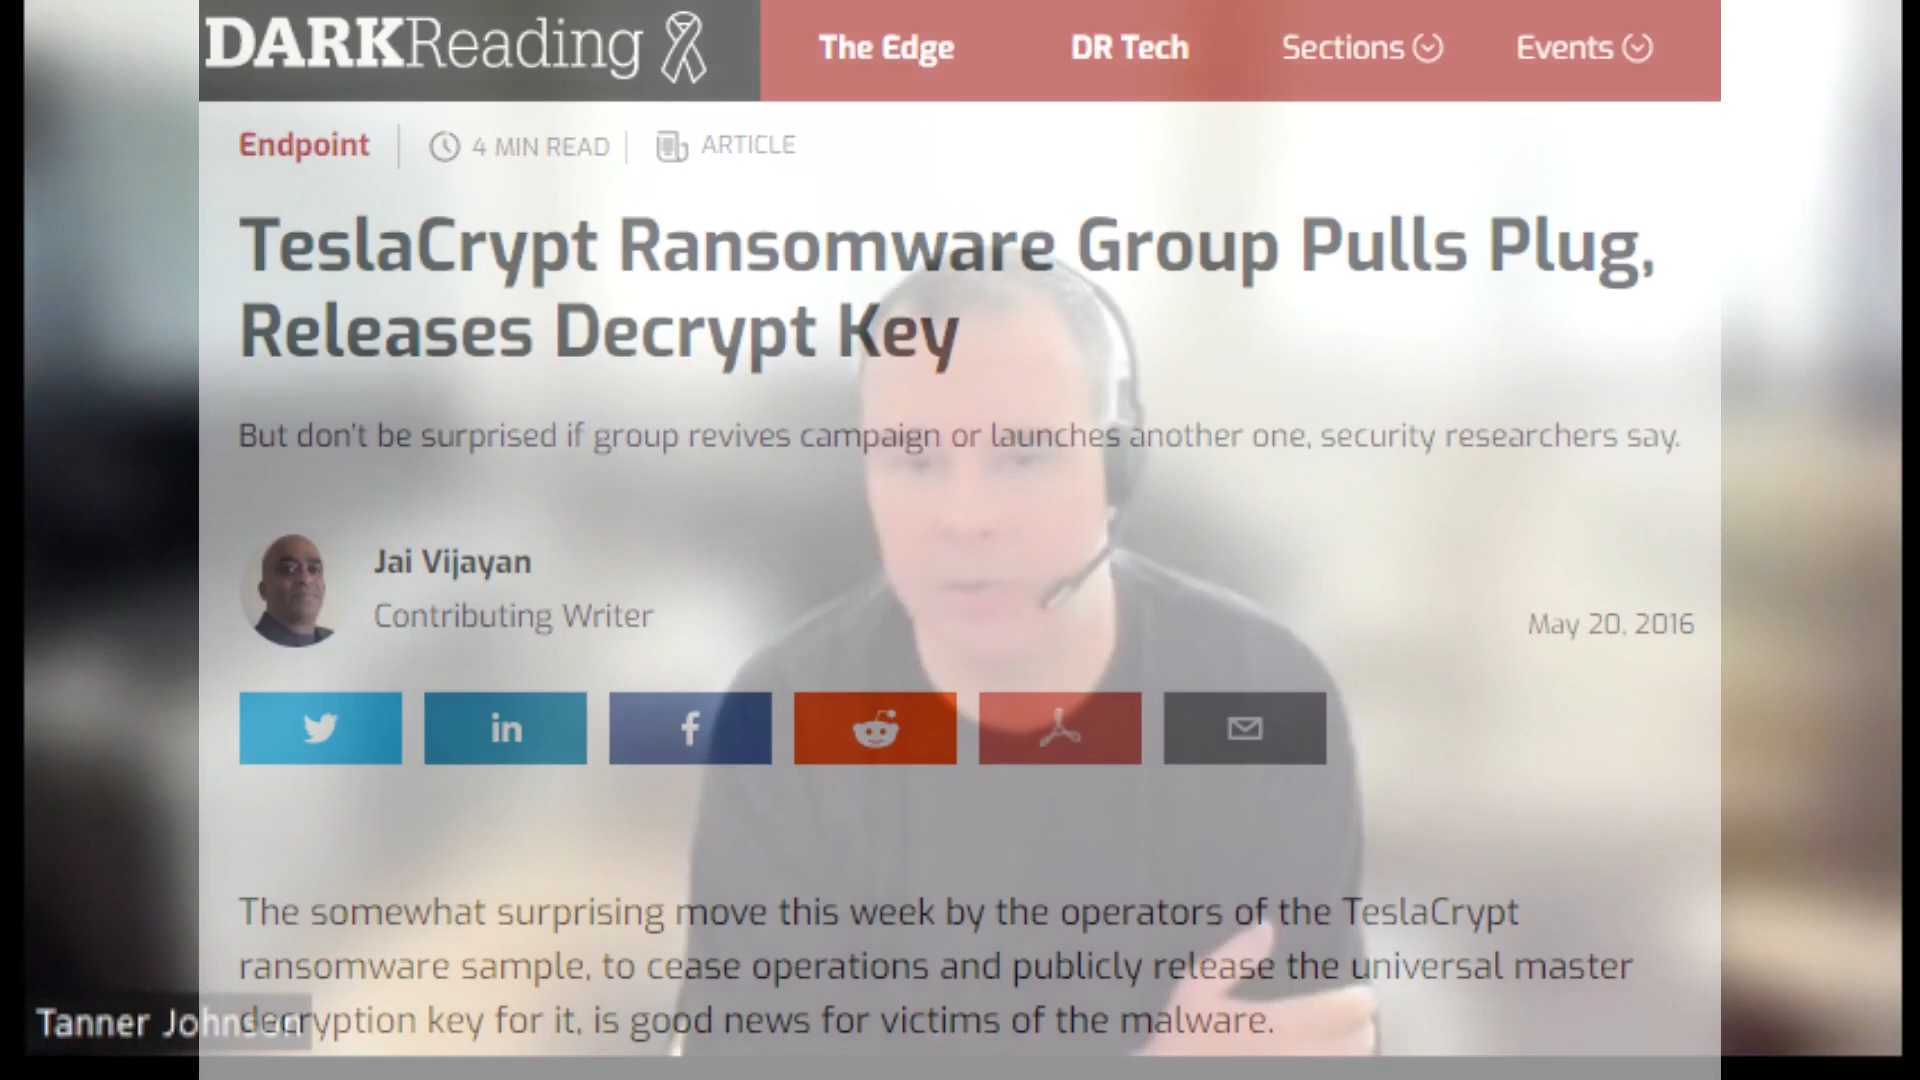 DARKReading The Edge DR Tech Sections Events
Endpoint 4 MIN READ ARTICLE
TeslaCrypt Ransomware Group Pulls Plug,
Releases Decrypt Key
But don't be surprised if group revives campaign or launches another one, security researchers say.
Jai Vijayan
Contributing Writer
May 20, 2016
in f
The somewhat surprising move this week by the operators of the TeslaCrypt
ransomware sample, to cease operations and publicly release the universal master
decryption key for it, is good news for victims of the malware.
Tanner Johnson